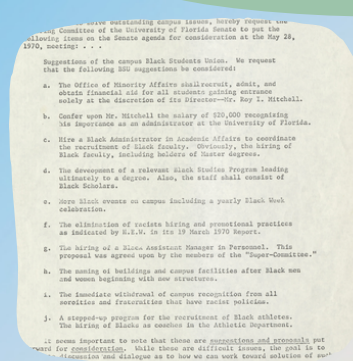 solve outstanding campus issues, hereby request the
ing Committee of the University of Florida Senate to put the
llowing items on the Senate agenda for consideration at the May 28,
1970, meeting: . . .
Suggestions of the campus Black Students Union. We request
that the following BSU suggestions be considered:
a. The Office of Minority Affairs shall recruit, admit, and
obtain financial aid for all students gaining entrance
solely at the discretion of its Director--Mr. Roy I. Mitchell.
b. Confer upon Mr. Mitchell the salary of $20,000 recognizing
his importance as an administrator at the University of Florida.
c. Hire a Black Administrator in Academic Affairs to coordinate
the recruitment of Black faculty. Obviously, the hiring of
Black faculty, including holders of Master degrees.
d. The development of a relevant Black Studies Program leading
ultimately to a degree. Also, the staff shall consist of
Black Scholars.
e. More Black events on campus including a yearly Black Week
celebration.
f. The elimination of racists hiring and promotional practices
as indicated by H.E.W. in its 19 March 1970 Report.
g. The hiring of a Black Assistant Manager in Personnel. This
proposal was agreed upon by the members of the "Super-Committee."
h. The naming of buildings and campus facilities after Black men
and women beginning with new structures.
i. The immediate withdrawal of campus recognition from all
sororities and fraternities that have racist policies.
j. A stepped-up program for the recruitment of Black athletes.
The hiring of Blacks as coaches in the Athletic Department.
It seems important to note that these are suggestions and proposals put
ward for consideration. While these are difficult issues, the goal is to
discussion and dialogue as to how we can work toward solution of